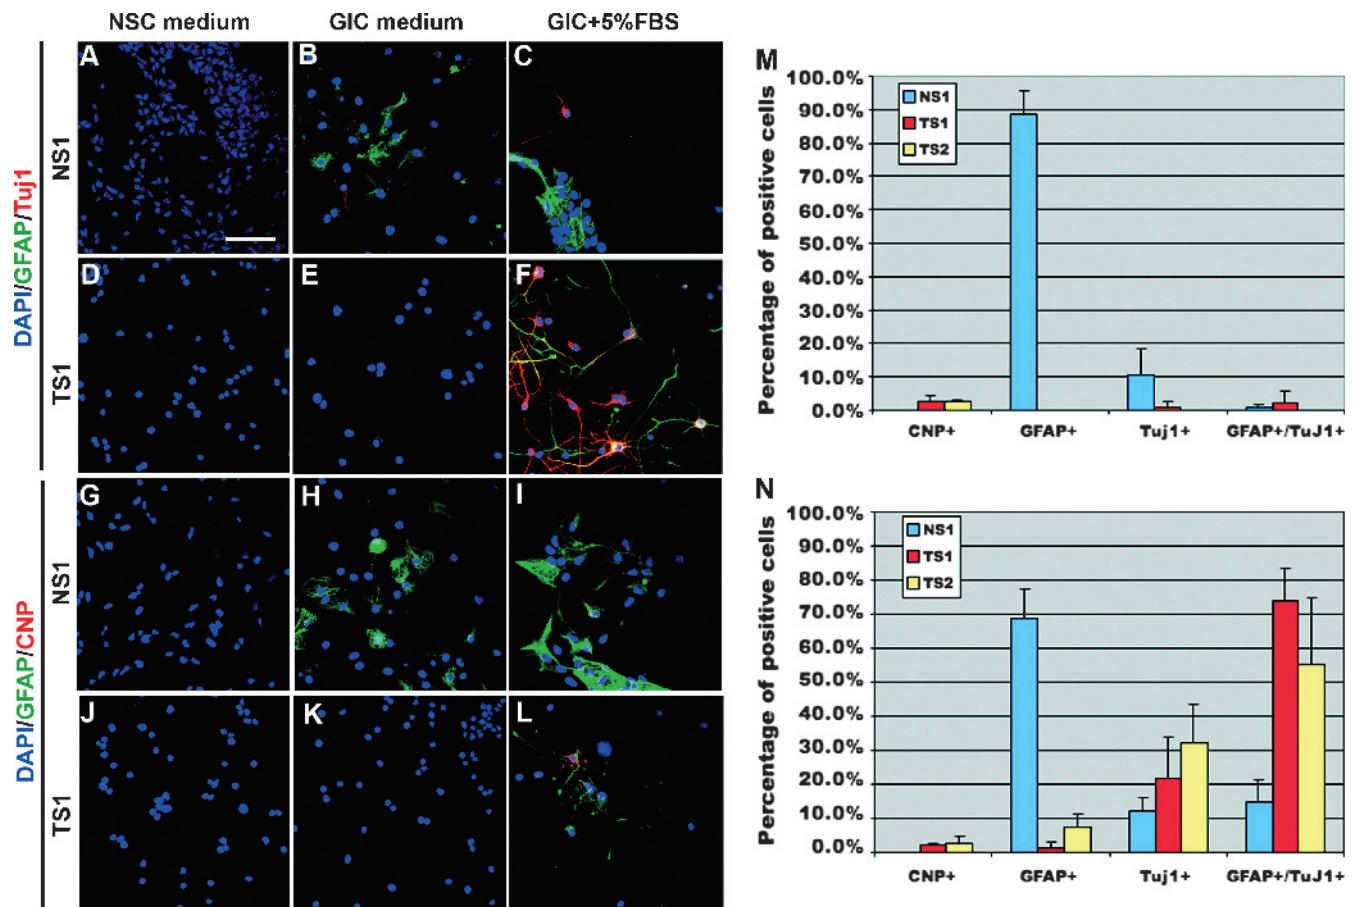 NSC medium GIC medium GIC+5%FBS
DAPI/GFAP/Tuj1
NS1
A B C
TS1
D E F
DAPI/GFAP/CNP
NS1
G H I
TS1
J K L
M
Percentage of positive cells
100.0%
90.0%
80.0%
70.0%
60.0%
50.0%
40.0%
30.0%
20.0%
10.0%
0.0%
NS1
TS1
TS2
CNP+ GFAP+ Tuj1+ GFAP+/TuJ1+
N
Percentage of positive cells
100.0%
90.0%
80.0%
70.0%
60.0%
50.0%
40.0%
30.0%
20.0%
10.0%
0.0%
NS1
TS1
TS2
CNP+ GFAP+ Tuj1+ GFAP+/TuJ1+